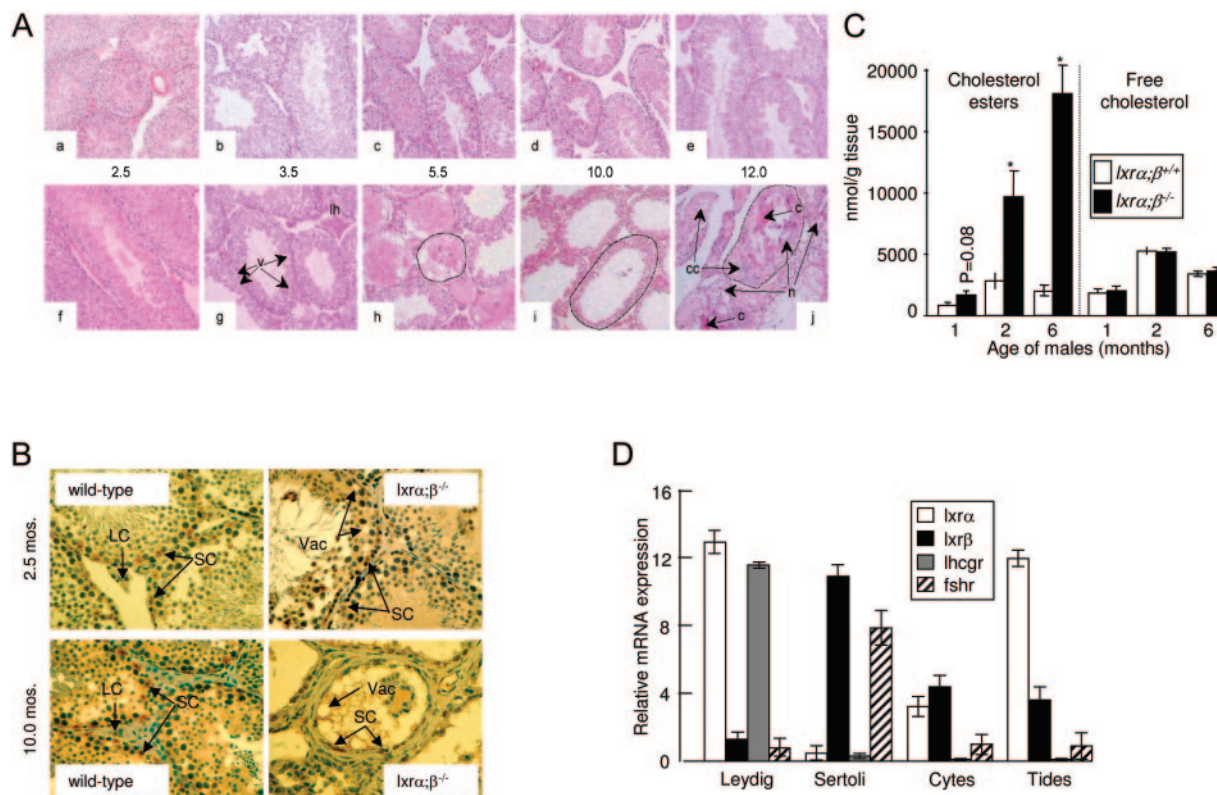 A
a
b
c
d
e
2.5
3.5
5.5
10.0
12.0
f
g
v
lh
h
i
cc
c
n
c
j
B
wild-type
lxrα;β-/-
2.5 mos.
LC
SC
Vac
SC
10.0 mos.
LC
SC
Vac
SC
wild-type
lxrα;β-/-
C
Cholesterol esters
Free cholesterol
nmol/g tissue
20000
15000
10000
5000
0
P=0.08
*
*
lxrα;β+/+
lxrα;β-/-
1 2 6 1 2 6
Age of males (months)
D
Relative mRNA expression
16
12
8
4
0
lxrα
lxrβ
lhcgr
fshr
Leydig Sertoli Cytes Tides